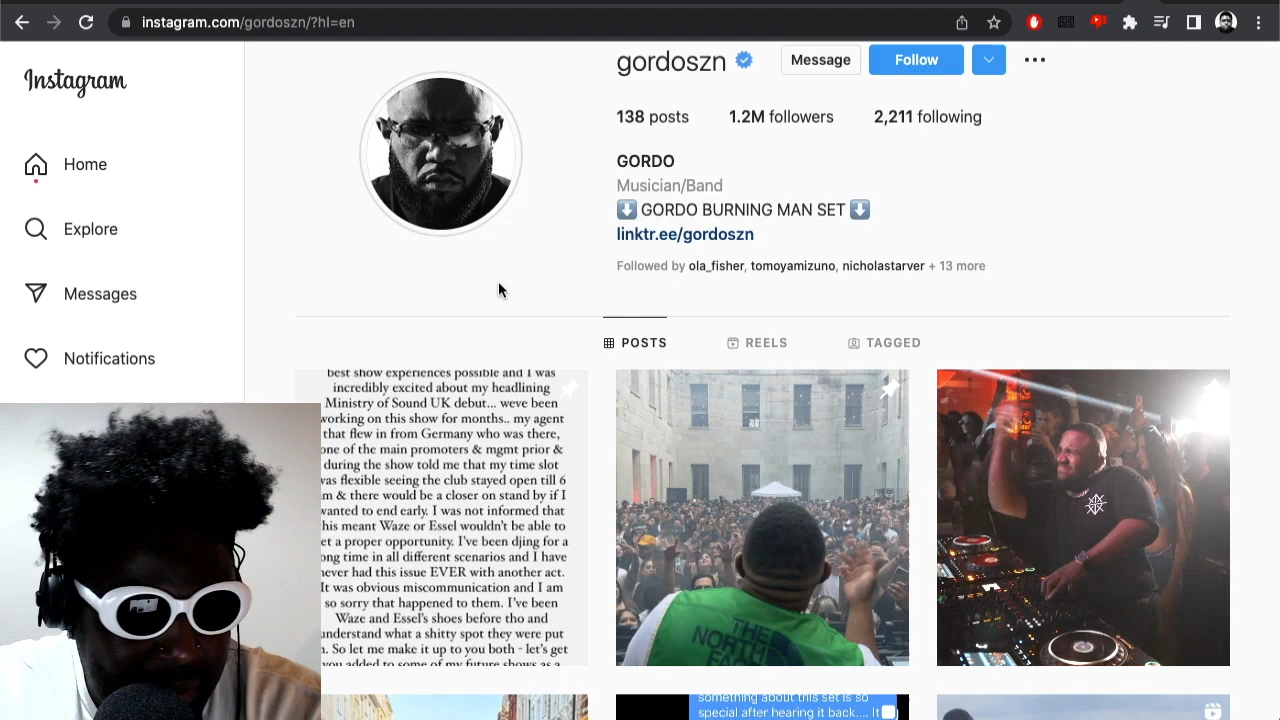 instagram.com/gordoszn/?hl=en
Instagram
gordoszn
Message
Follow
138 posts
1.2M followers
2,211 following
GORDO
Musician/Band
⬇️ GORDO BURNING MAN SET ⬇️
linktr.ee/gordoszn
Followed by ola_fisher, tomoyamizuno, nicholastarver + 13 more
Home
Explore
Messages
Notifications
POSTS
REELS
TAGGED
best show experiences possible and I was
incredibly excited about my headlining
Ministry of Sound UK debut... weve been
working on this show for months.. my agent
that flew in from Germany who was there,
one of the main promoters & mgmt prior &
during the show told me that my time slot
was flexible seeing the club stayed open till 6
m & there would be a closer on stand by if I
wanted to end early. I was not informed that
this meant Waze or Essel wouldn't be able to
et a proper opportunity. I've been djing for a
ong time in all different scenarios and I have
never had this issue EVER with another act.
It was obvious miscommunication and I am
so sorry that happened to them. I've been
Waze and Essel's shoes before tho and
understand what a shitty spot they were put
n. So let me make it up to you both - let's get
you added to some of my future shows as a
THE
NORTH
something about this set is so
special after hearing it back.... It